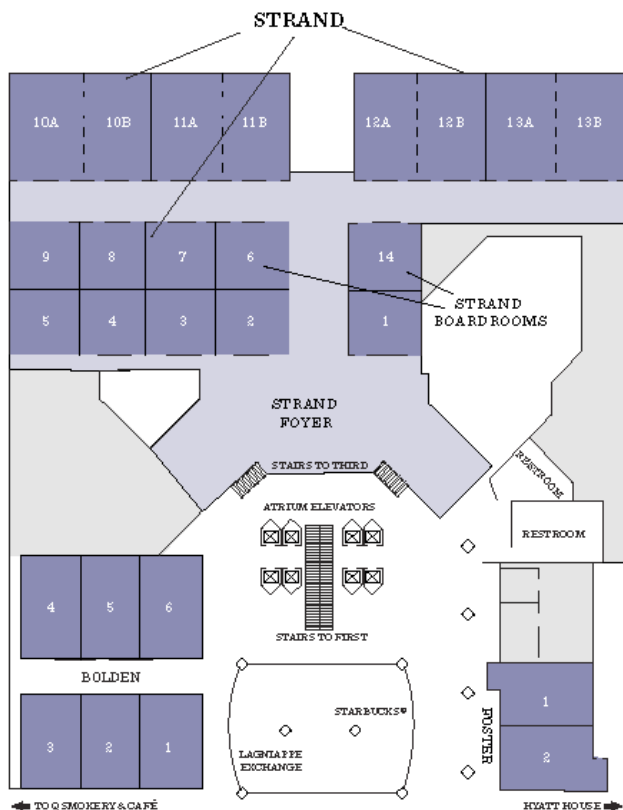 STRAND
10A
10B
11A
11B
12A
12B
13A
13B
9
8
7
6
14
5
4
3
2
1
STRAND
BOARDROOMS
STRAND
FOYER
STAIRS TO THIRD
RESTROOM
ATRIUM ELEVATORS
RESTROOM
4
5
6
STAIRS TO FIRST
BOLDEN
3
2
1
STARBUCKS®
LAGNIAPPE
EXCHANGE
FOSTER
1
2
TO Q SMOKERY & CAFÉ
HYATT HOUSE